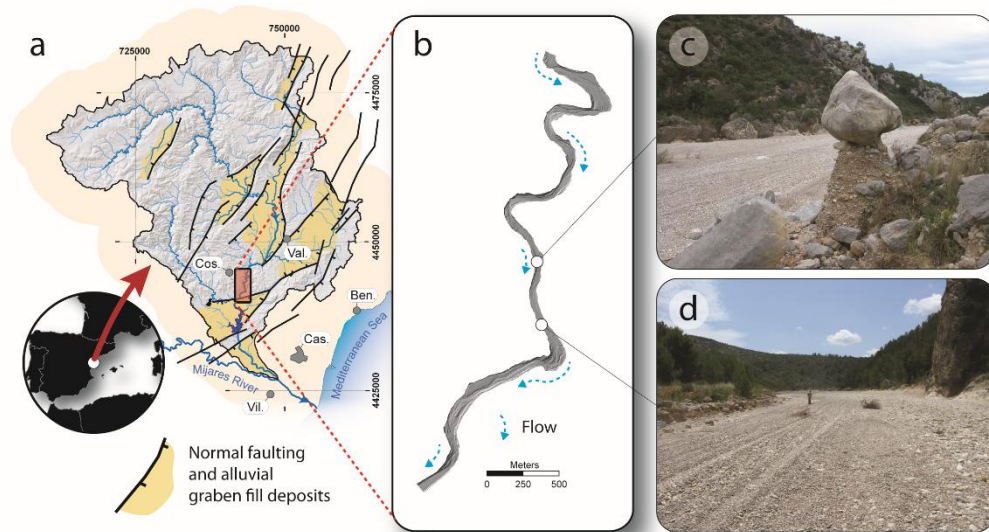 a
725000
750000
4475000
4450000
4425000
Cos.
Val.
Ben.
Cas.
Vil.
Mijares River
Mediterranean Sea
Normal faulting
and alluvial
graben fill deposits
b
Flow
Meters
0 250 500
c
d